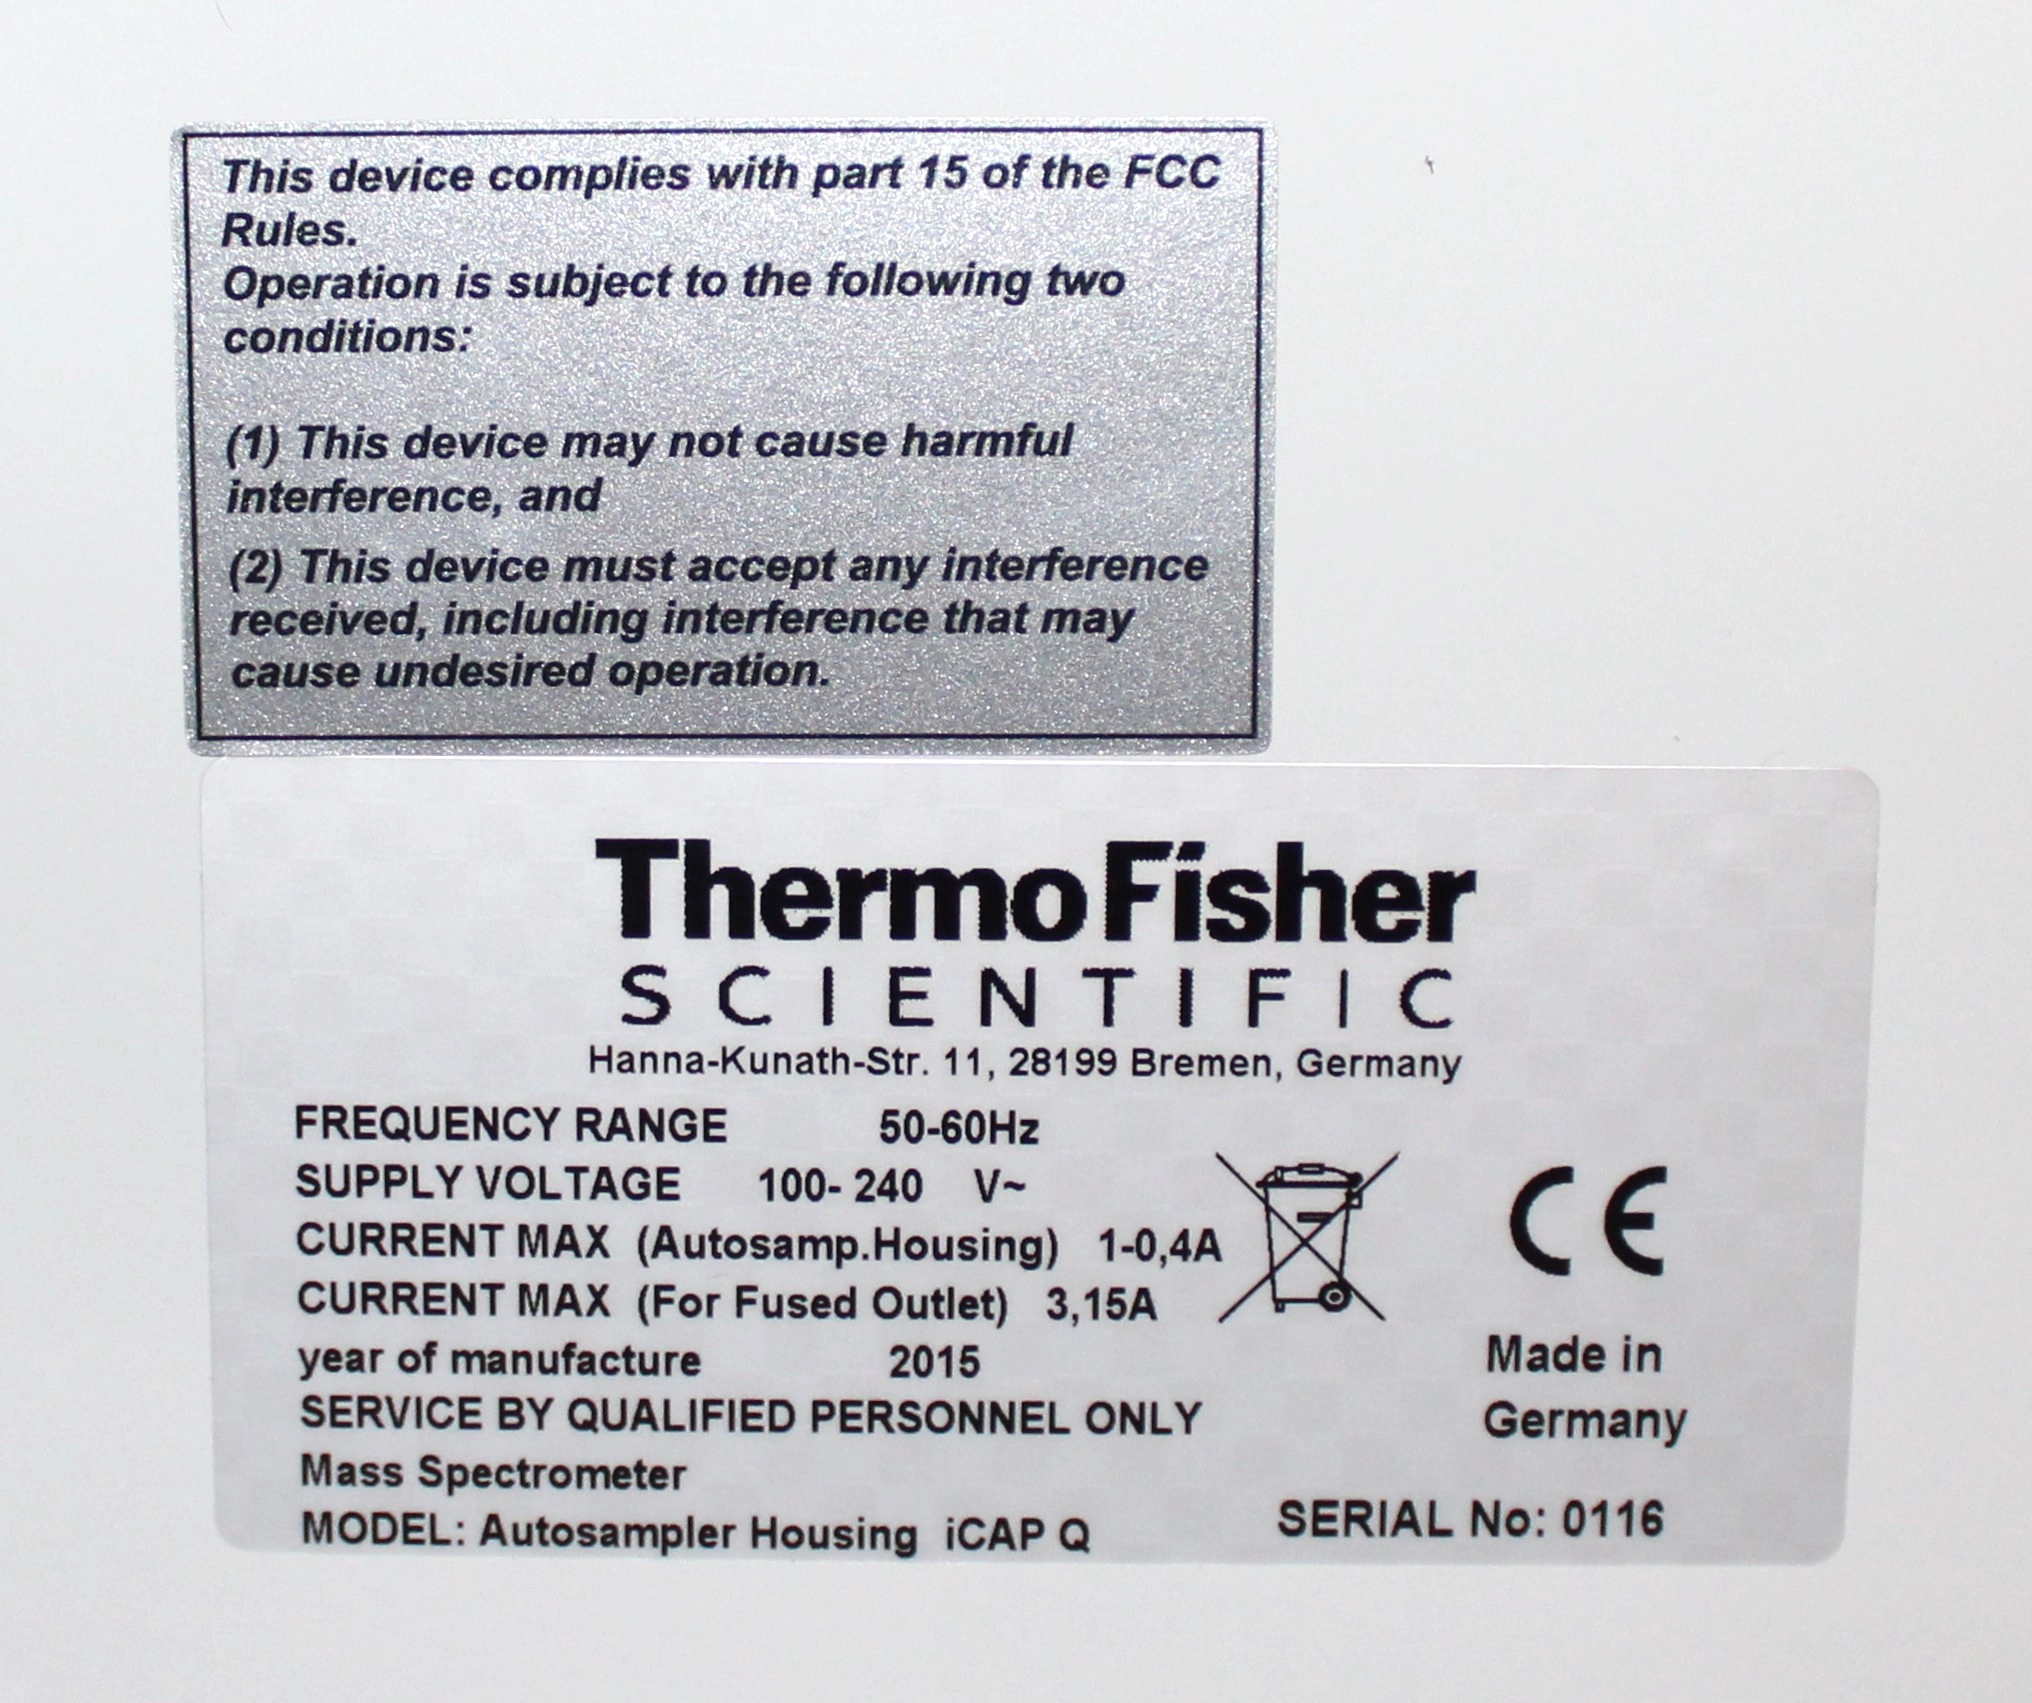 This device complies with part 15 of the FCC
Rules.
Operation is subject to the following two
conditions:
(1) This device may not cause harmful
interference, and
(2) This device must accept any interference
received, including interference that may
cause undesired operation.
ThermoFisher
SCIENTIFIC
Hanna-Kunath-Str. 11, 28199 Bremen, Germany
FREQUENCY RANGE 50-60Hz
SUPPLY VOLTAGE 100- 240 V~
CURRENT MAX (Autosamp.Housing) 1-0,4A
CURRENT MAX (For Fused Outlet) 3,15A
CE
year of manufacture 2015
SERVICE BY QUALIFIED PERSONNEL ONLY
Mass Spectrometer
MODEL: Autosampler Housing iCAP Q
Made in
Germany
SERIAL No: 0116